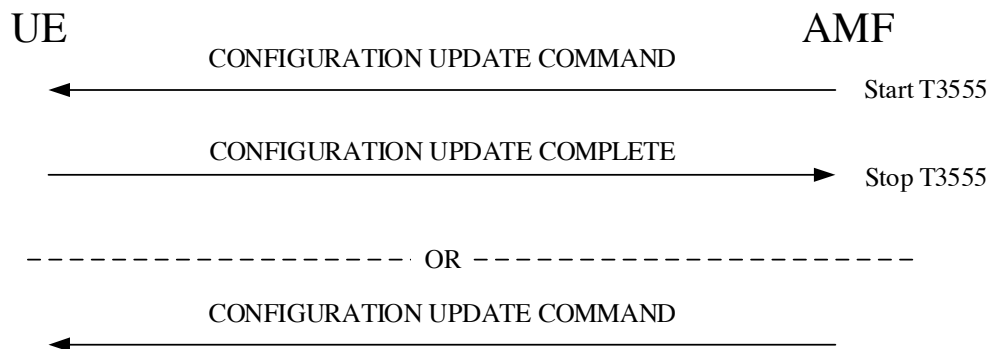 UE AMF
CONFIGURATION UPDATE COMMAND
Start T3555
CONFIGURATION UPDATE COMPLETE
Stop T3555
OR
CONFIGURATION UPDATE COMMAND